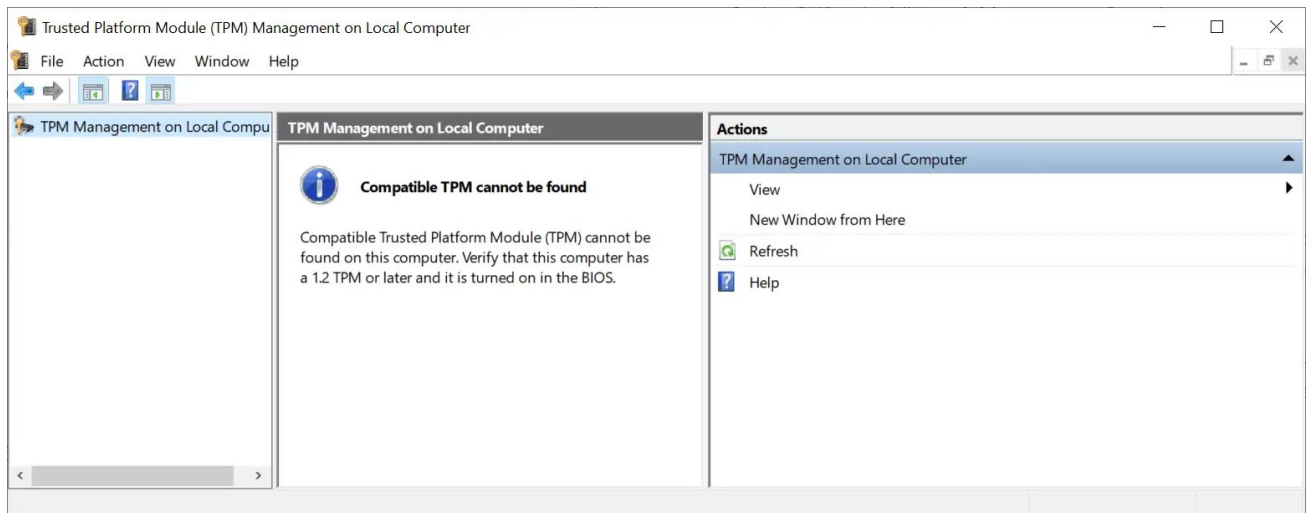 Trusted Platform Module (TPM) Management on Local Computer
File Action View Window Help
TPM Management on Local Compu
TPM Management on Local Computer
Compatible TPM cannot be found
Compatible Trusted Platform Module (TPM) cannot be
found on this computer. Verify that this computer has
a 1.2 TPM or later and it is turned on in the BIOS.
Actions
TPM Management on Local Computer
View
New Window from Here
Refresh
Help